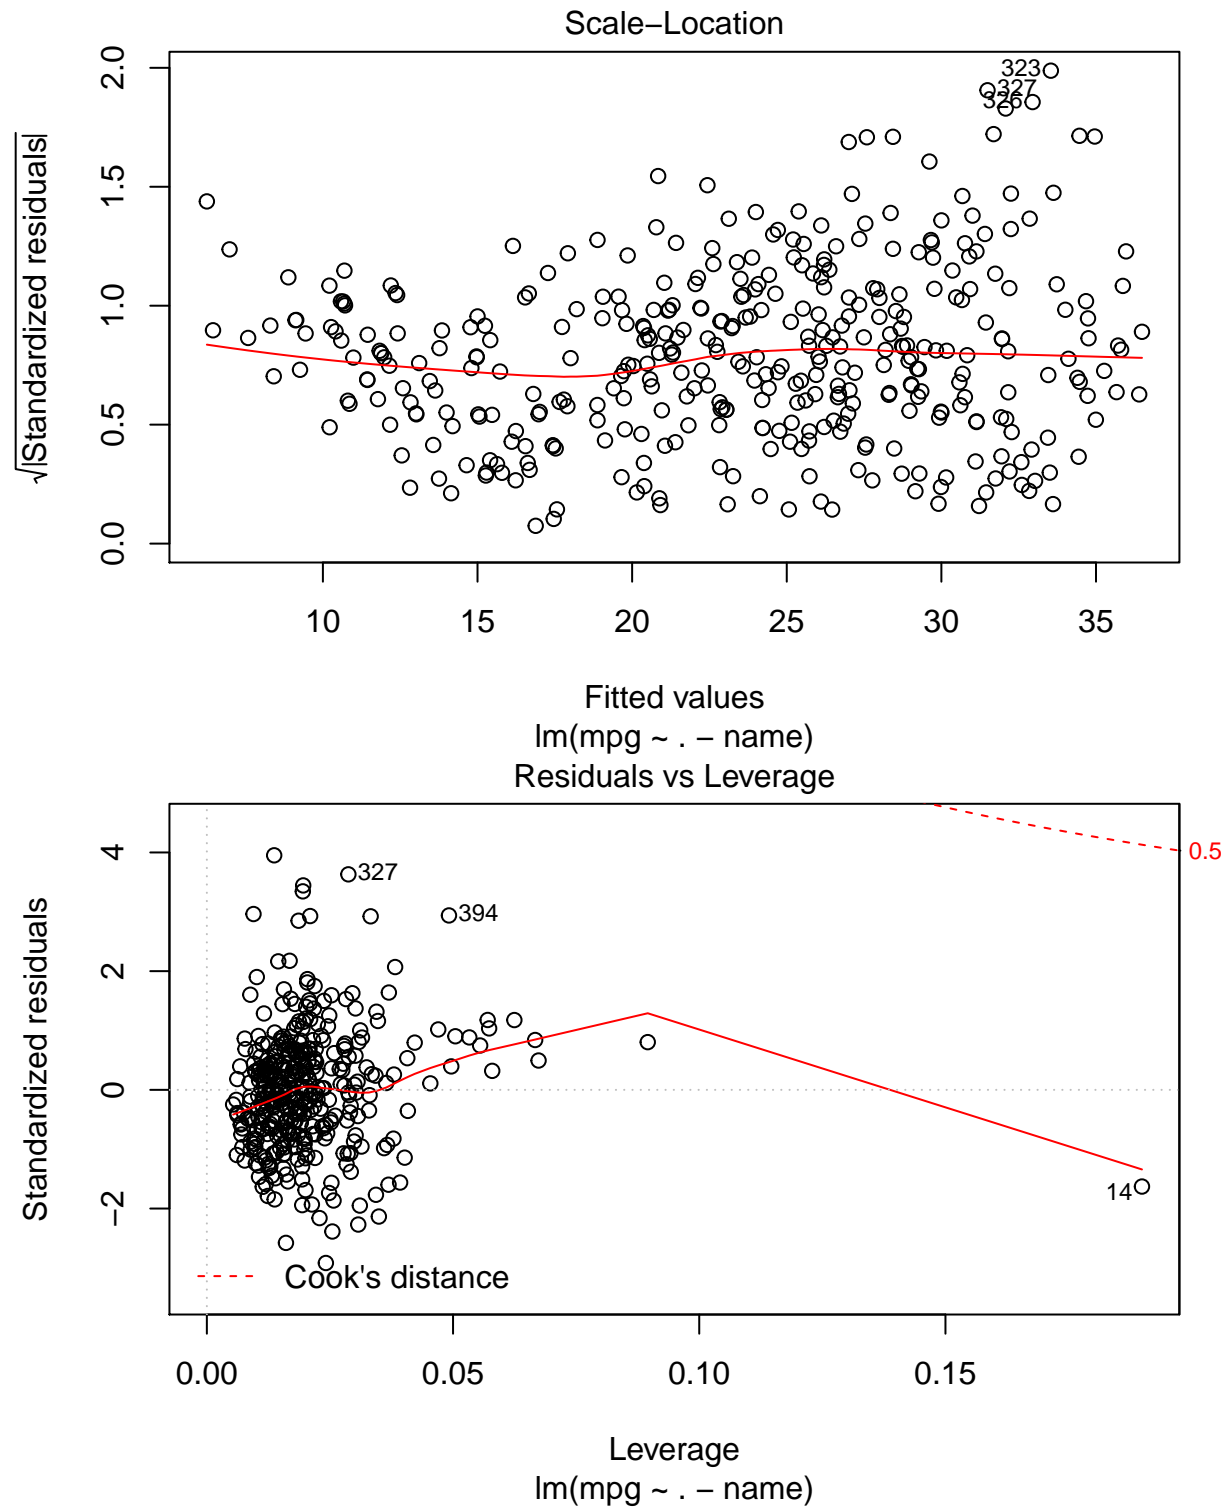 Scale−Location
2.0
1.5
1.0
0.5
0.0
√|Standardized residuals|
323
327
326
10 15 20 25 30 35
Fitted values
lm(mpg ~ . − name)
Residuals vs Leverage
4
2
0
−2
Standardized residuals
0.5
327
394
14
Cook's distance
0.00 0.05 0.10 0.15
Leverage
lm(mpg ~ . − name)